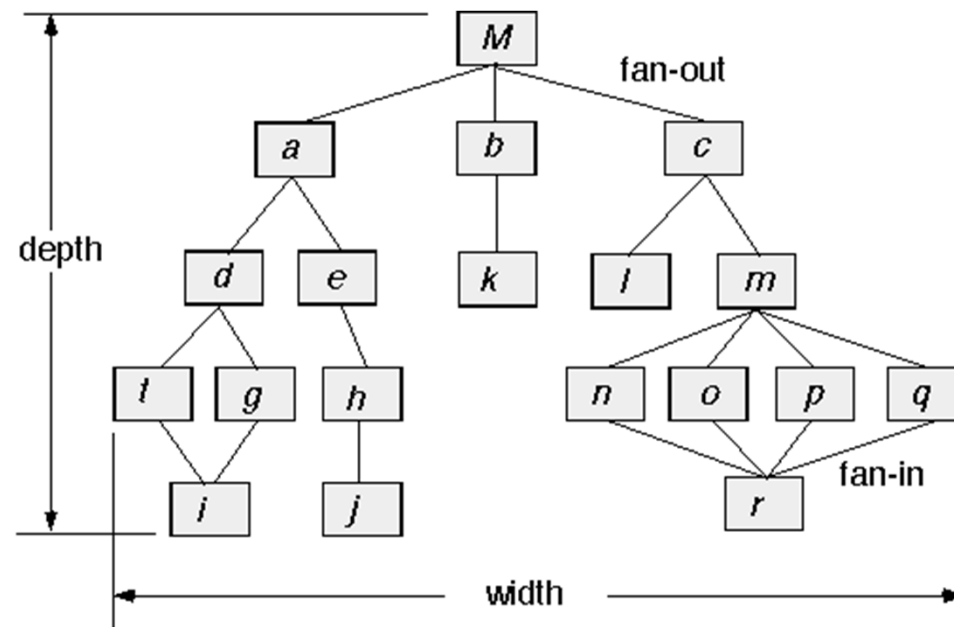 M
fan-out
a b c
depth
d e k l m
t g h n o p q
fan-in
i j r
width